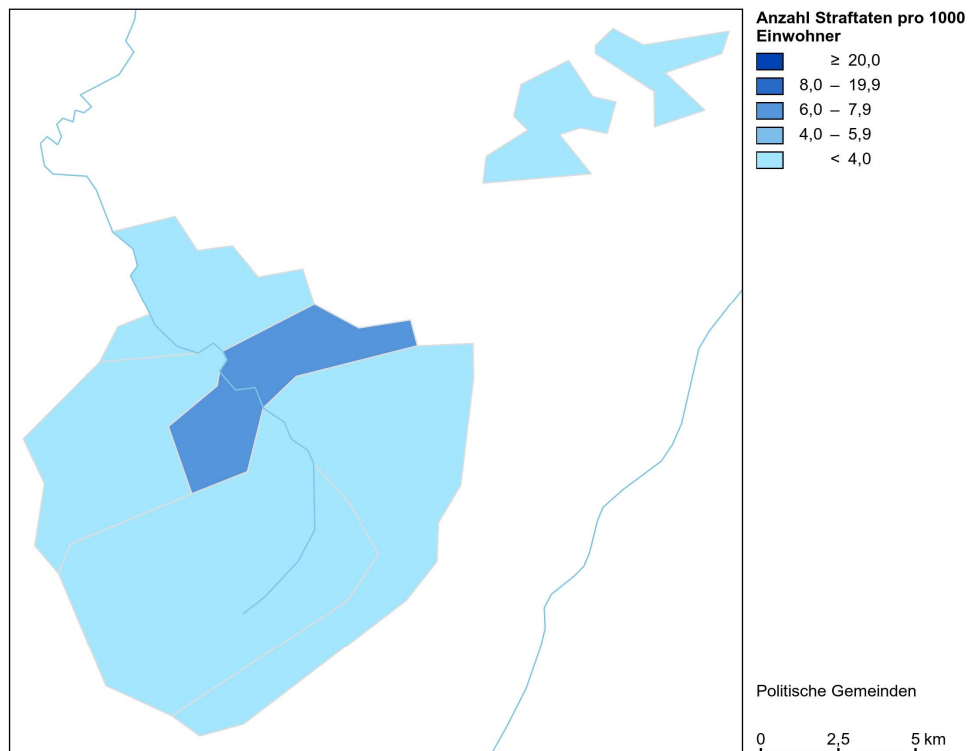 Anzahl Straftaten pro 1000
Einwohner
≥ 20,0
8,0 – 19,9
6,0 – 7,9
4,0 – 5,9
< 4,0
Politische Gemeinden
0 2,5 5 km